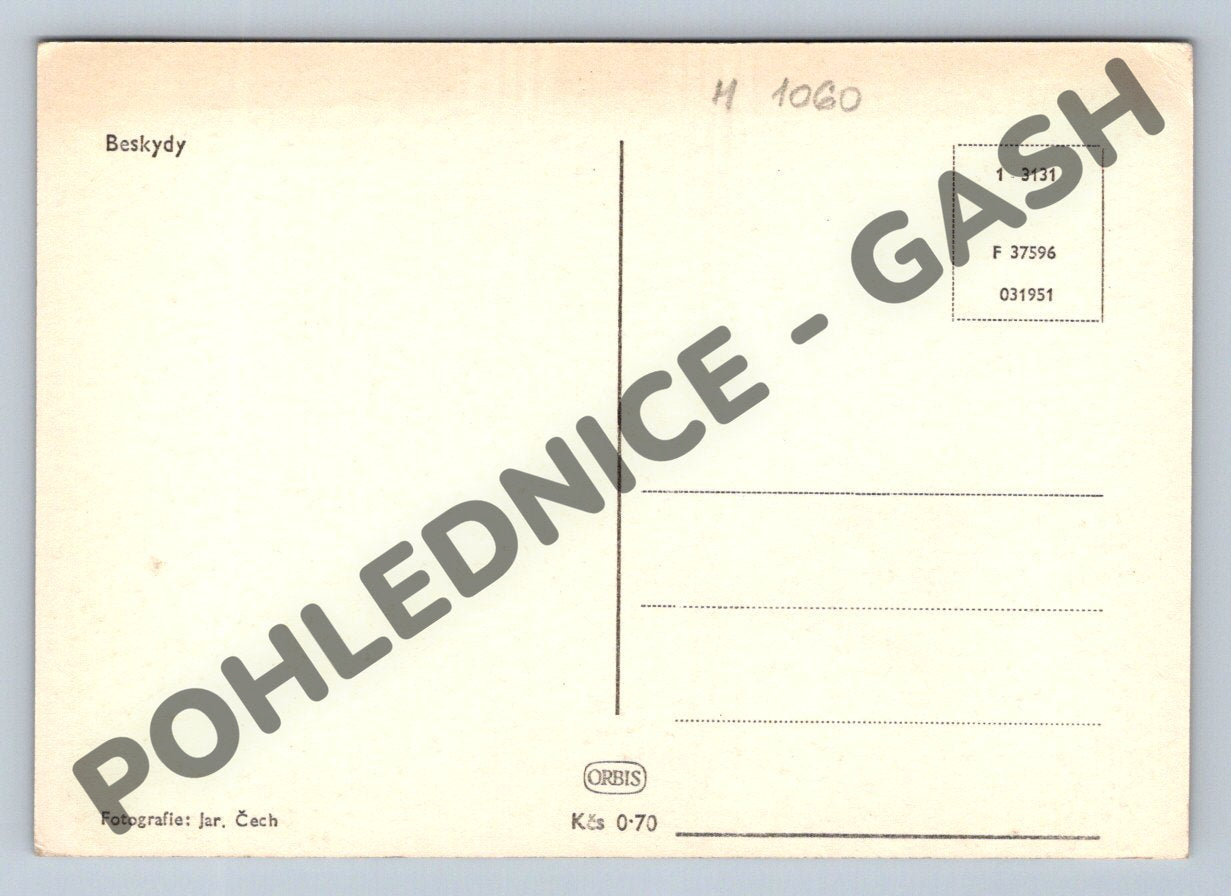 H 1060
Beskydy
1 - 3131
F 37596
031951
POHLEDNICE - GASH
ORBIS
Fotografie: Jar. Čech
Kčs 0·70